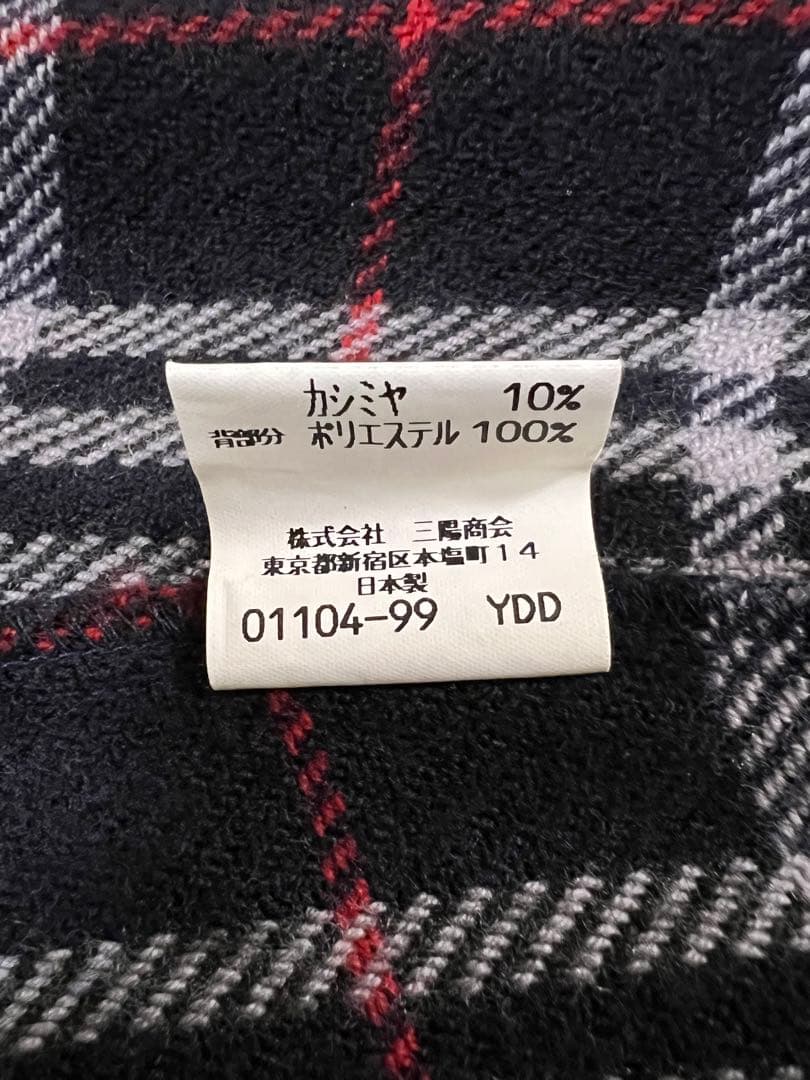 カシミヤ 10%
背部分 ポリエステル 100%
株式会社 三陽商会
東京都新宿区本塩町14
日本製
01104-99 YDD